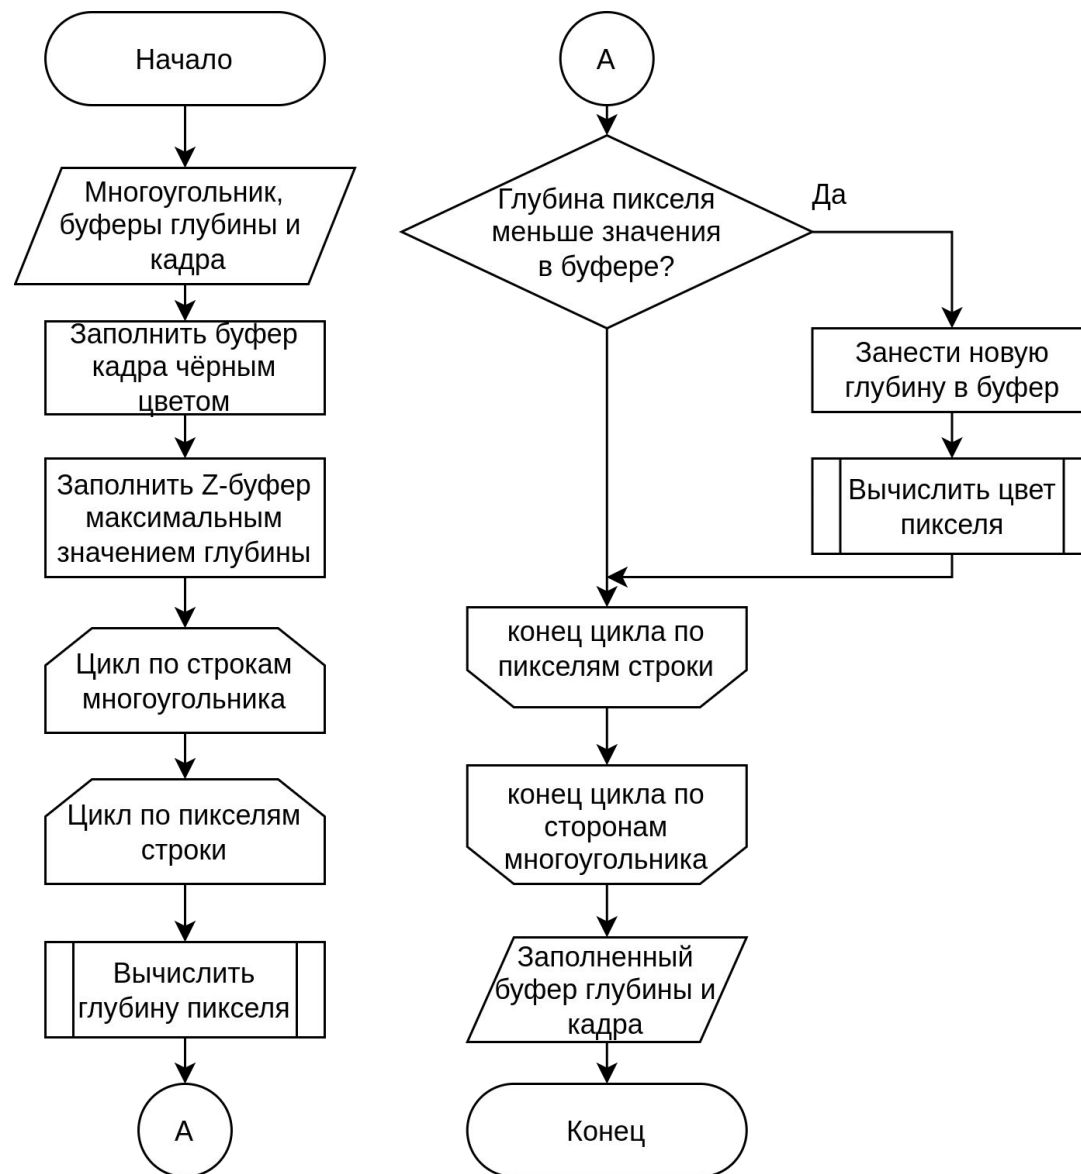 Начало
Многоугольник,
буферы глубины и
кадра
Заполнить буфер
кадра чёрным
цветом
Заполнить Z-буфер
максимальным
значением глубины
Цикл по строкам
многоугольника
Цикл по пикселям
строки
Вычислить
глубину пикселя
А
А
Глубина пикселя
меньше значения
в буфере?
Да
Занести новую
глубину в буфер
Вычислить цвет
пикселя
конец цикла по
пикселям строки
конец цикла по
сторонам
многоугольника
Заполненный
буфер глубины и
кадра
Конец